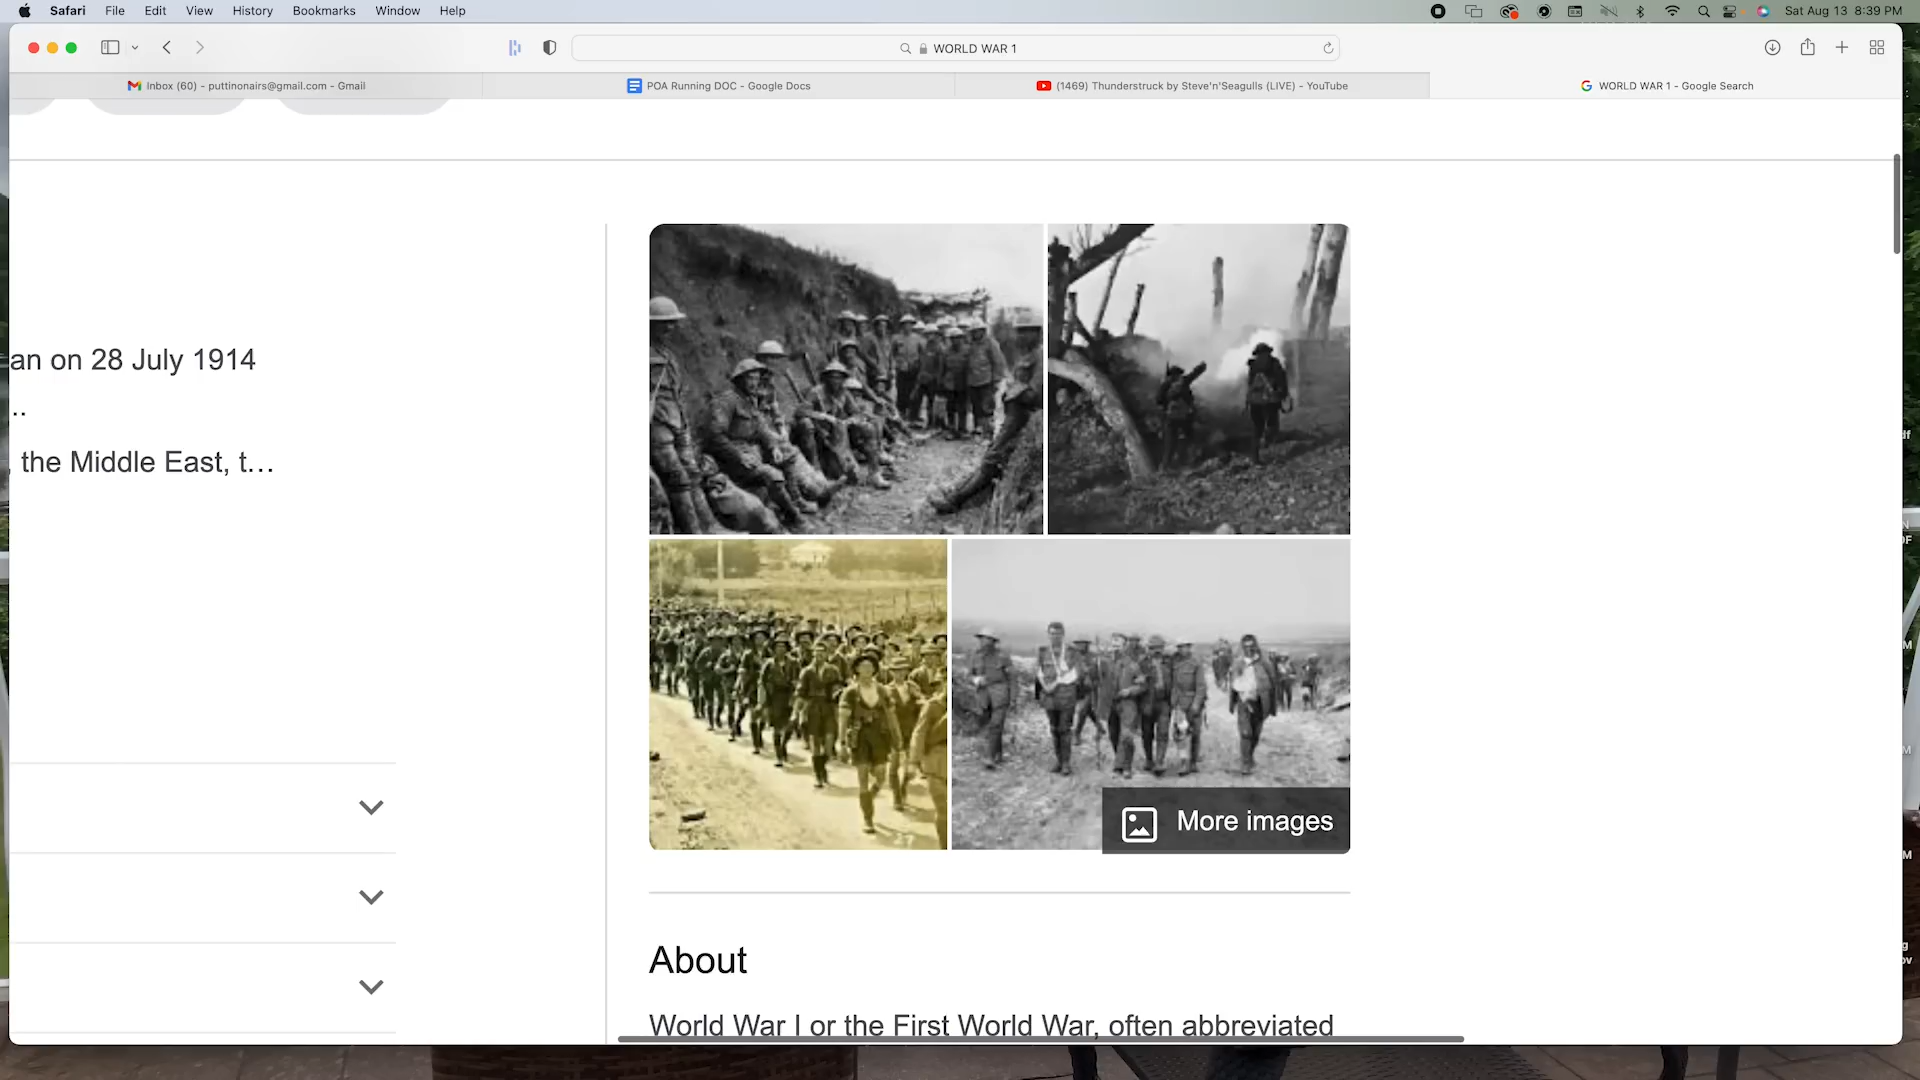 Safari File Edit View History Bookmarks Window Help Sat Aug 13 8:39 PM
WORLD WAR 1
Inbox (60) - puttinonairs@gmail.com - Gmail
POA Running DOC - Google Docs
(1469) Thunderstruck by Steve'n'Seagulls (LIVE) - YouTube
WORLD WAR 1 - Google Search
an on 28 July 1914
..
, the Middle East, t...
More images
About
World War I or the First World War, often abbreviated